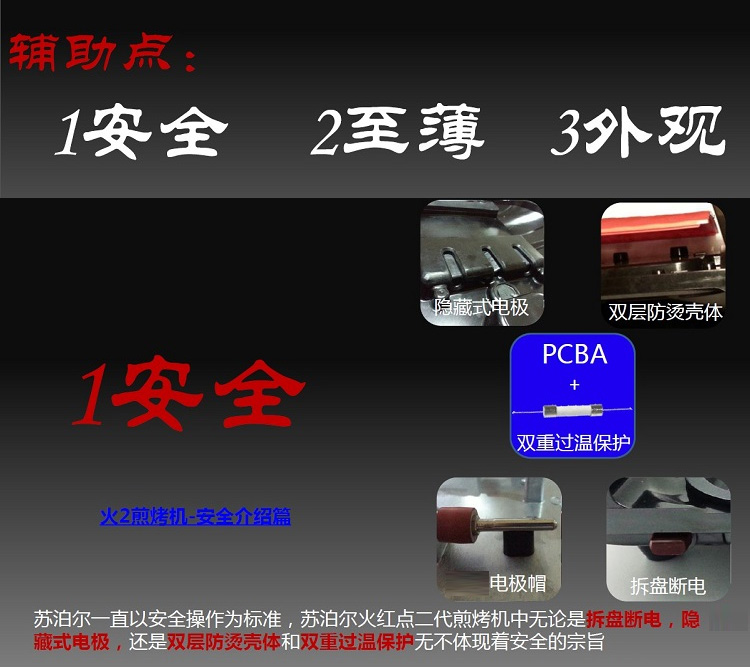 辅助点：
1安全 2至薄 3外观
隐藏式电极
双层防烫壳体
1安全
PCBA
+
双重过温保护
火2煎烤机-安全介绍篇
电极帽
拆盘断电
苏泊尔一直以安全操作为标准，苏泊尔火红点二代煎烤机中无论是拆盘断电，隐
藏式电极，还是双层防烫壳体和双重过温保护无不体现着安全的宗旨